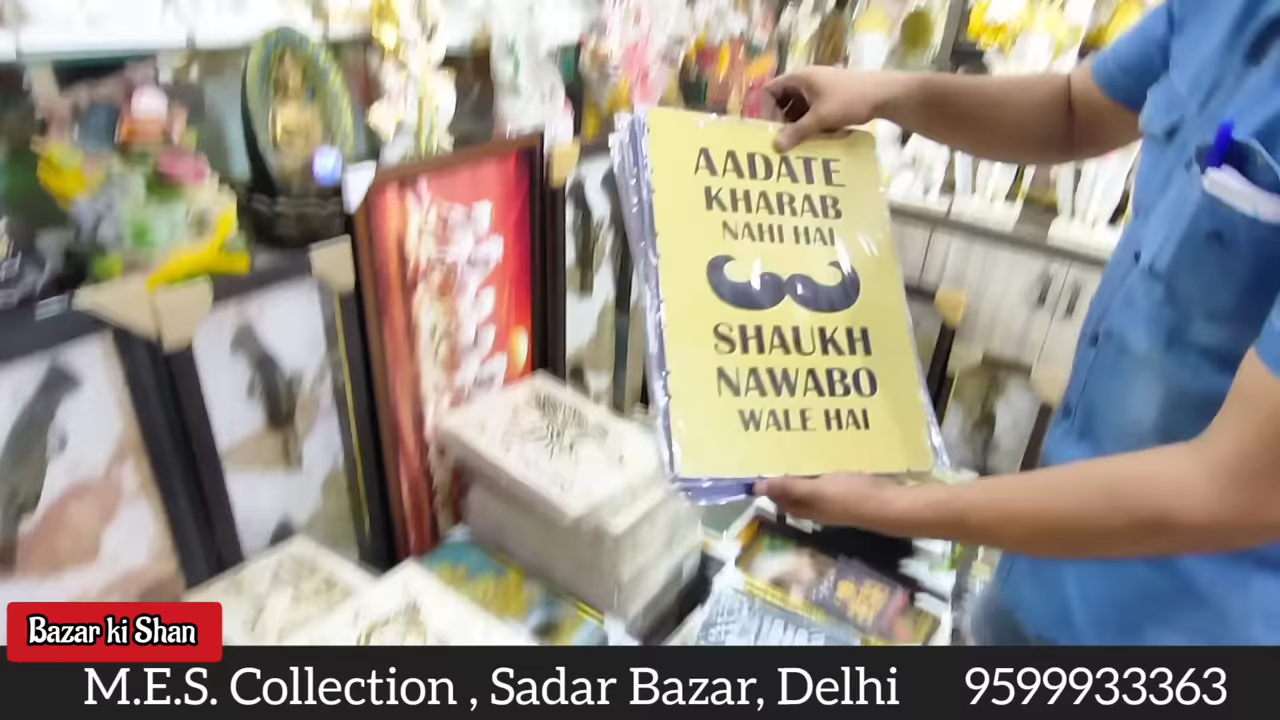 AADATE
KHARAB
NAHI HAI
SHAUKH
NAWABO
WALE HAI
Bazar ki Shan
M.E.S. Collection , Sadar Bazar, Delhi 9599933363